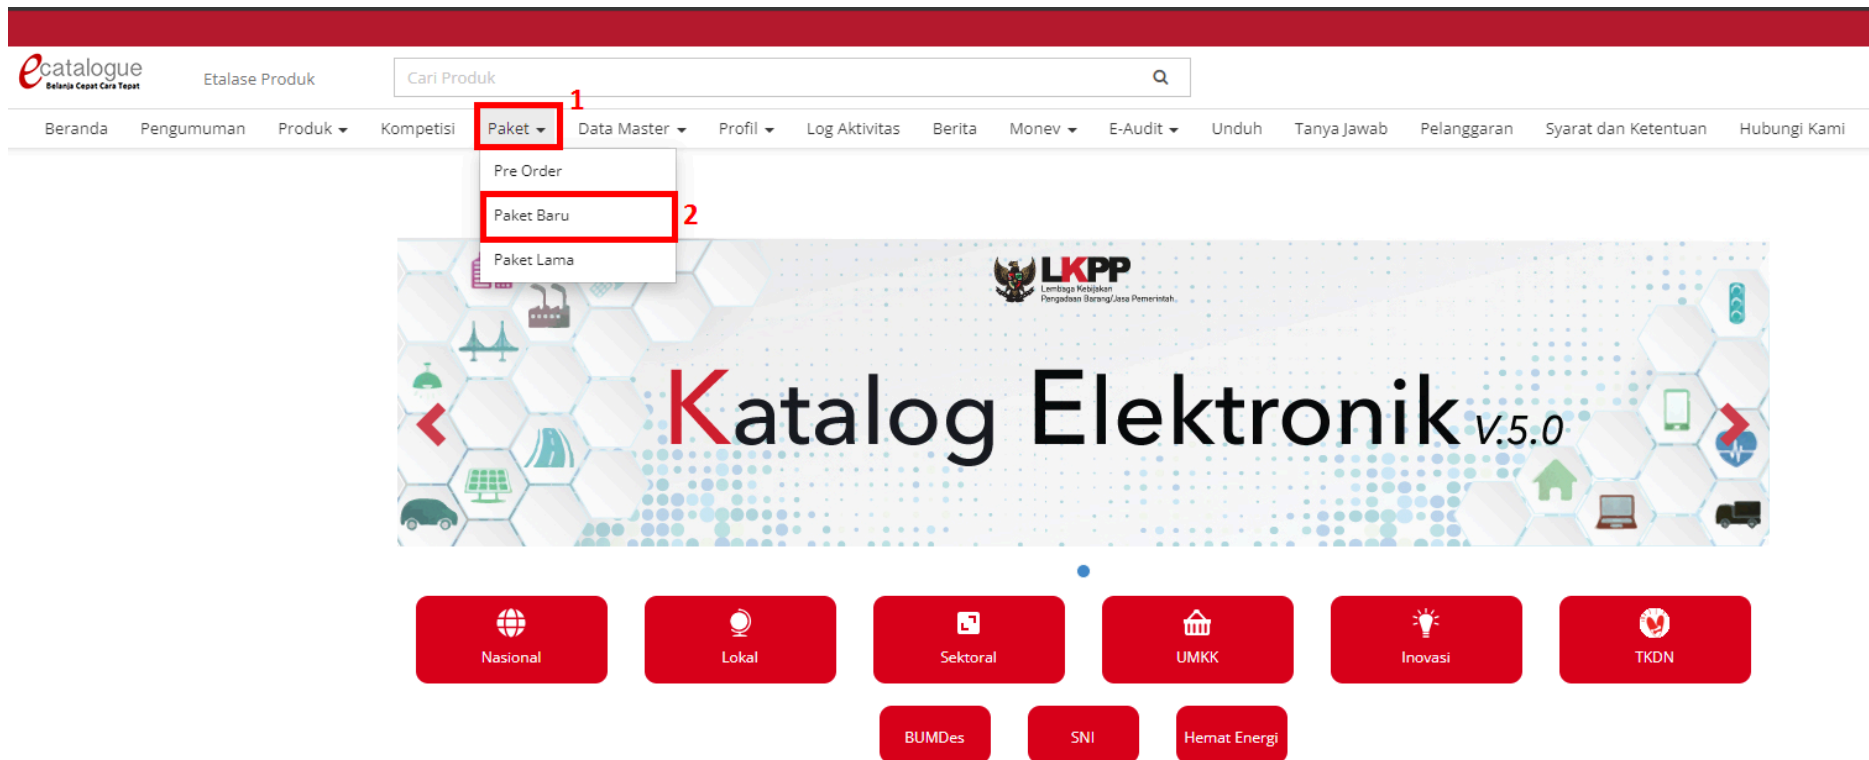 ecatalogue
Belanja Cepat Cara Tepat
Etalase Produk
Cari Produk
1
Beranda Pengumuman Produk Kompetisi Paket Data Master Profil Log Aktivitas Berita Monev E-Audit Unduh Tanya Jawab Pelanggaran Syarat dan Ketentuan Hubungi Kami
Pre Order
Paket Baru 2
Paket Lama
LKPP
Lembaga Kebijakan
Pengadaan Barang/Jasa Pemerintah
Katalog Elektronik V.5.0
Nasional Lokal Sektoral UMKK Inovasi TKDN
BUMDes SNI Hemat Energi